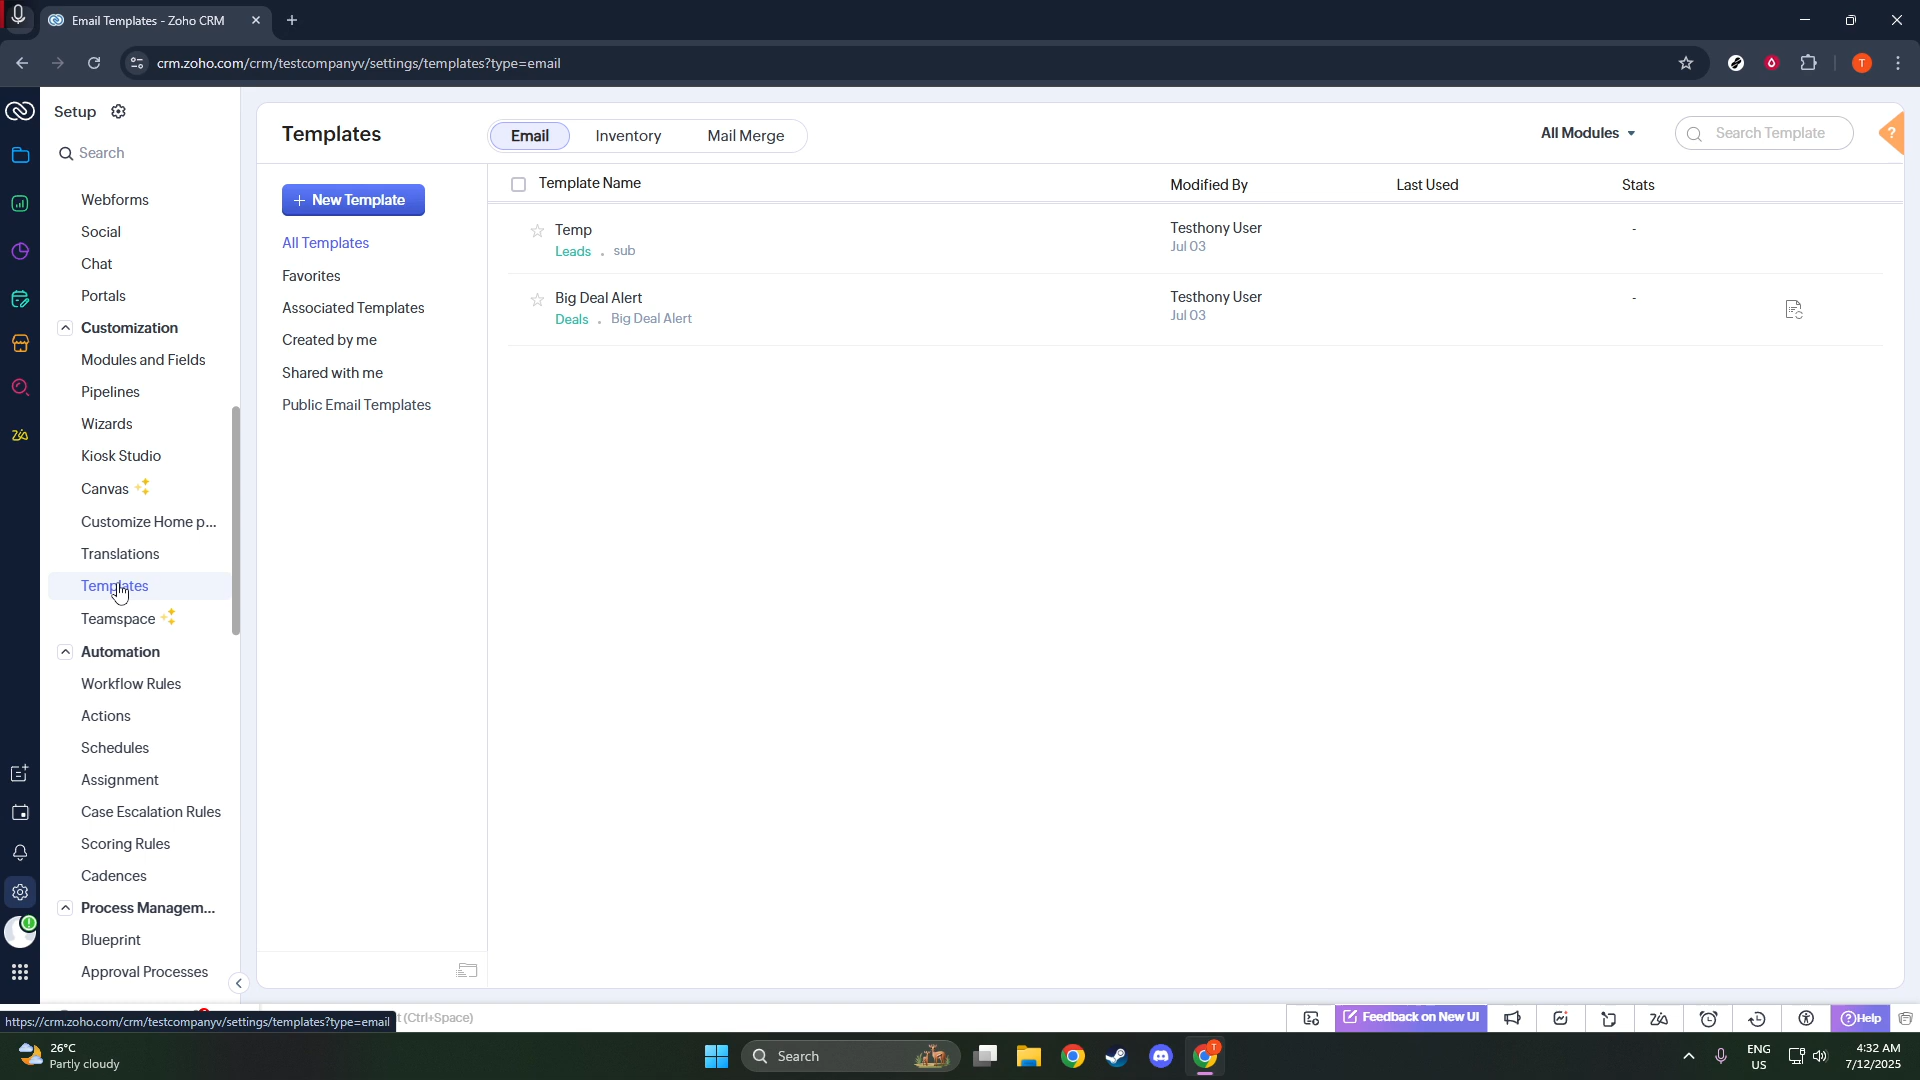 Email Templates - Zoho CRM
crm.zoho.com/crm/testcompanyv/settings/templates?type=email
T
Setup
Search
Webforms
Social
Chat
Portals
Customization
Modules and Fields
Pipelines
Wizards
Kiosk Studio
Canvas
Customize Home p...
Translations
Templates
Teamspace
Automation
Workflow Rules
Actions
Schedules
Assignment
Case Escalation Rules
Scoring Rules
Cadences
Process Managem...
Blueprint
Approval Processes
Templates
Email Inventory Mail Merge
All Modules
Search Template
?
+ New Template
All Templates
Favorites
Associated Templates
Created by me
Shared with me
Public Email Templates
Template Name Modified By Last Used Stats
Temp Testhony User -
Leads . sub Jul 03
Big Deal Alert Testhony User -
Deals . Big Deal Alert Jul 03
https://crm.zoho.com/crm/testcompanyv/settings/templates?type=email
t (Ctrl+Space)
Feedback on New UI
Help
26°C
Partly cloudy
Search
T
ENG
US
4:32 AM
7/12/2025